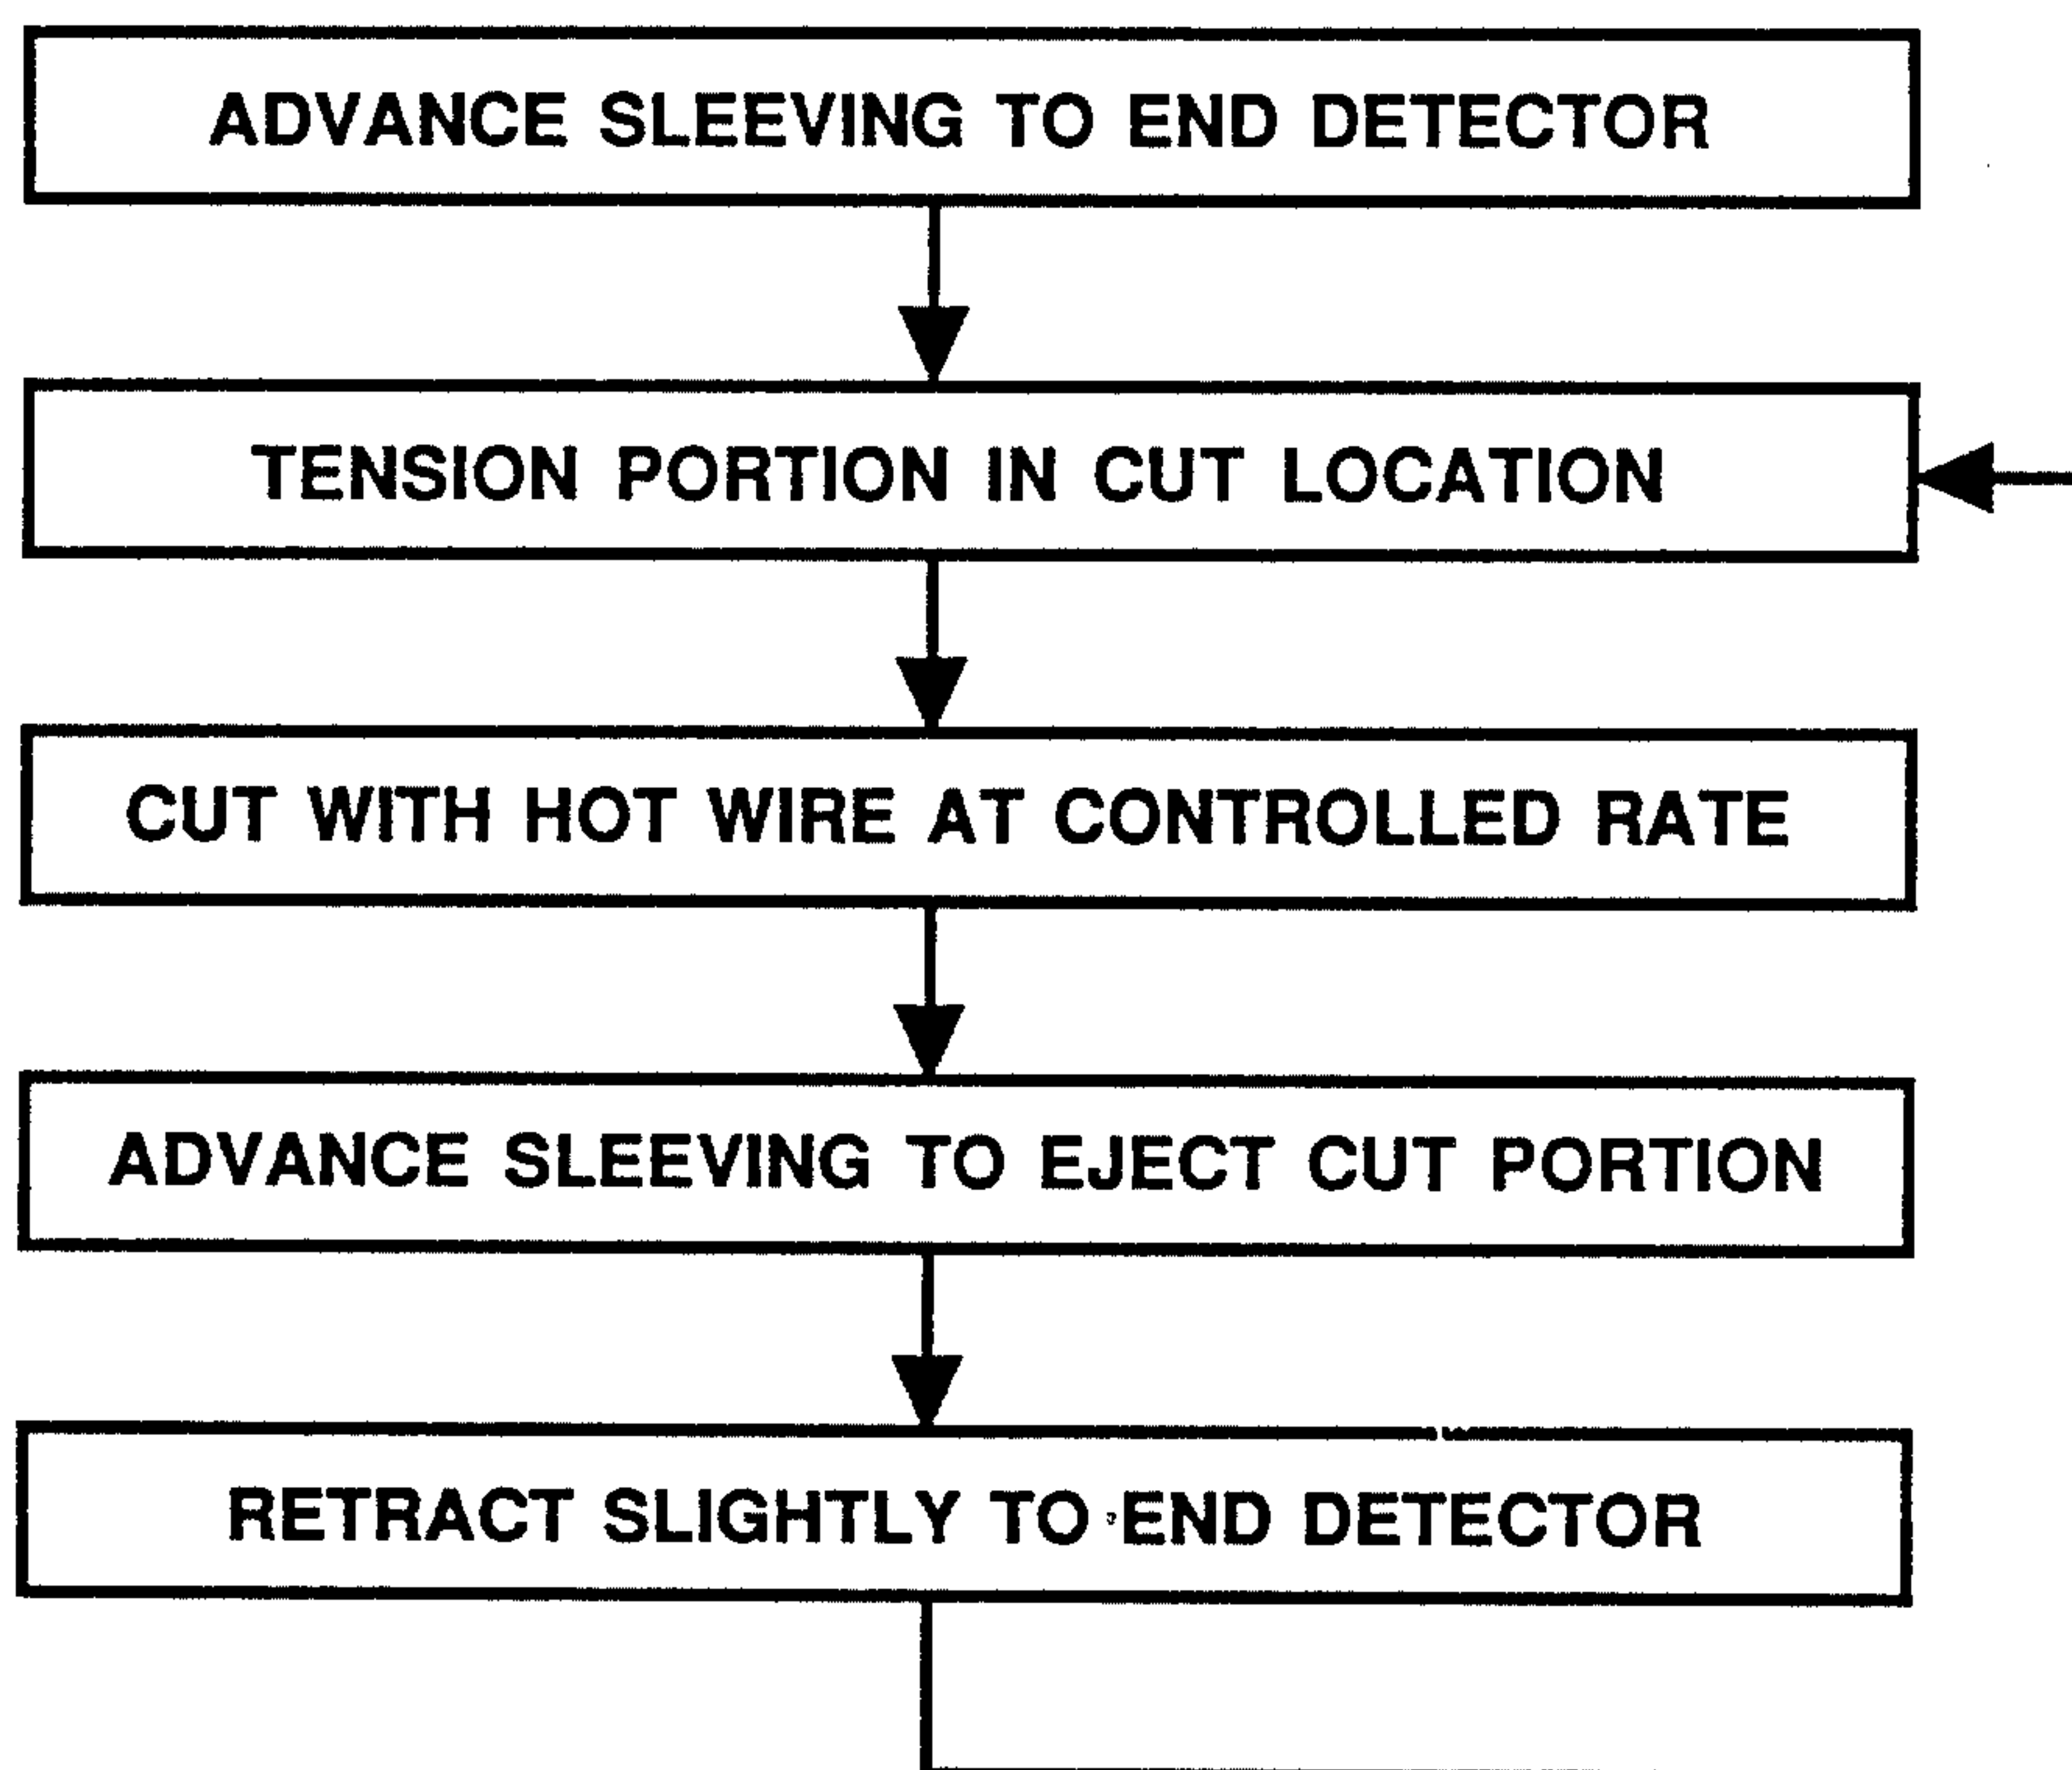 ADVANCE SLEEVING TO END DETECTOR
TENSION PORTION IN CUT LOCATION
CUT WITH HOT WIRE AT CONTROLLED RATE
ADVANCE SLEEVING TO EJECT CUT PORTION
RETRACT SLIGHTLY TO END DETECTOR